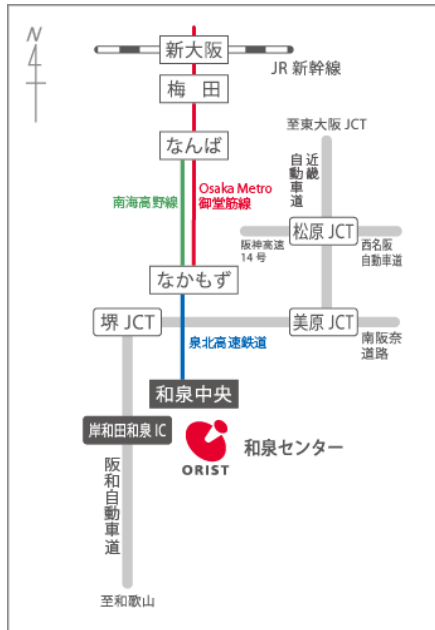 N
新大阪
JR 新幹線
梅 田
至東大阪 JCT
なんば
近畿
自動車道
南海高野線
Osaka Metro
御堂筋線
松原 JCT
阪神高速
14 号
西名阪
自動車道
なかもず
堺 JCT
美原 JCT
泉北高速鉄道
南阪奈
道路
和泉中央
岸和田和泉 IC
和泉センター
ORIST
阪和自動車道
至和歌山